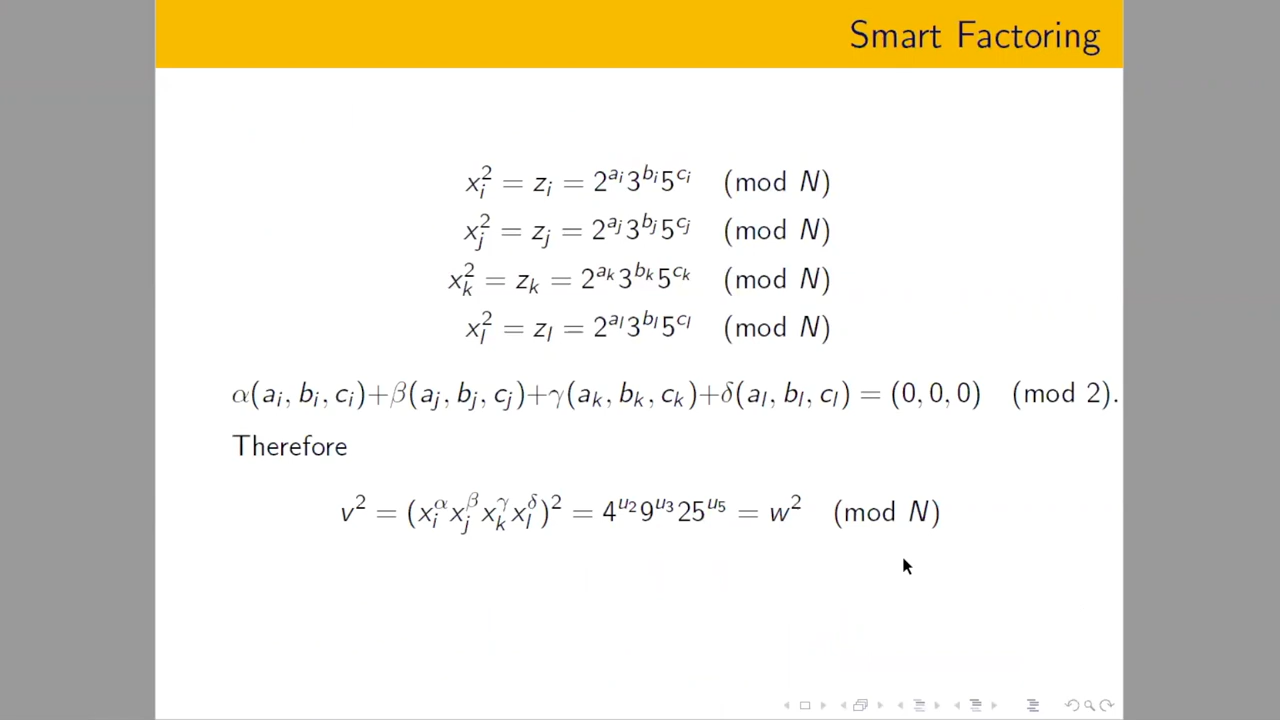 Smart Factoring
x_i^2 = z_i = 2^{a_i} 3^{b_i} 5^{c_i} (mod N)
x_j^2 = z_j = 2^{a_j} 3^{b_j} 5^{c_j} (mod N)
x_k^2 = z_k = 2^{a_k} 3^{b_k} 5^{c_k} (mod N)
x_l^2 = z_l = 2^{a_l} 3^{b_l} 5^{c_l} (mod N)
α(a_i, b_i, c_i)+β(a_j, b_j, c_j)+γ(a_k, b_k, c_k)+δ(a_l, b_l, c_l) = (0, 0, 0) (mod 2).
Therefore
v^2 = (x_i^α x_j^β x_k^γ x_l^δ)^2 = 4^{u_2} 9^{u_3} 25^{u_5} = w^2 (mod N)